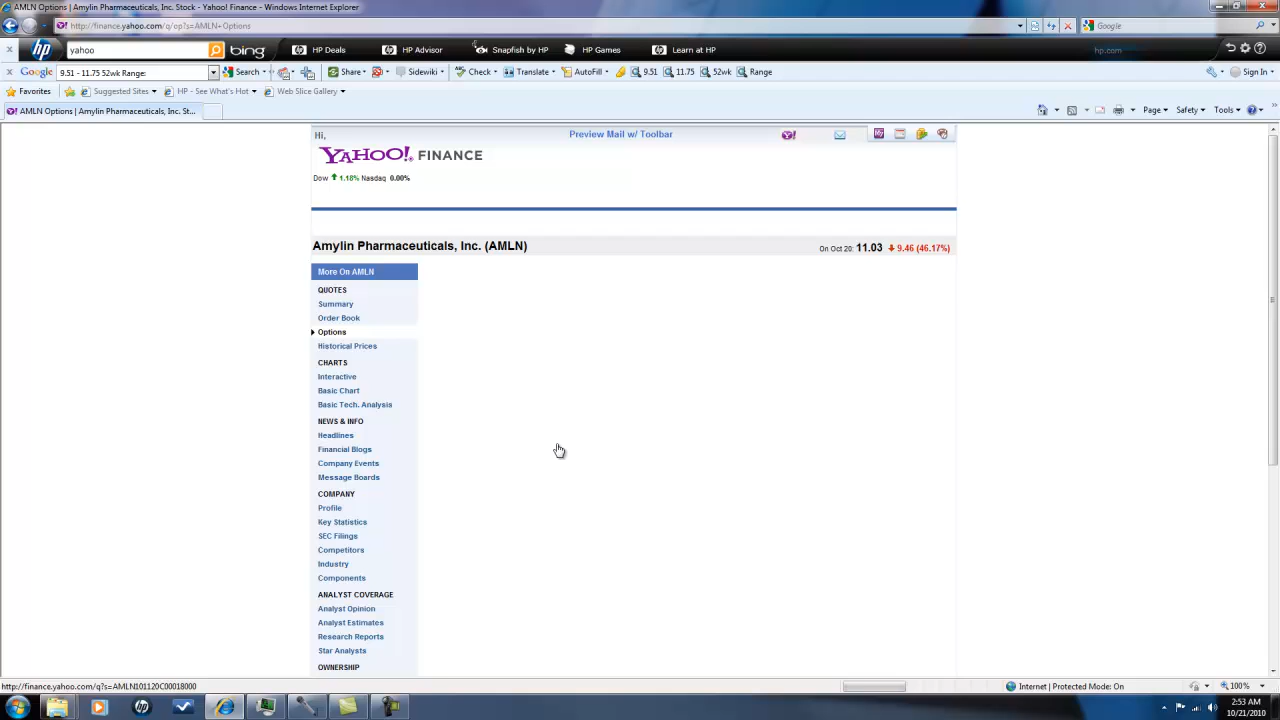 AMLN Options | Amylin Pharmaceuticals, Inc. Stock - Yahoo! Finance - Windows Internet Explorer
http://finance.yahoo.com/q/op?s=AMLN+Options
Google
hp
yahoo
bing
HP Deals
HP Advisor
Snapfish by HP
HP Games
Learn at HP
hp.com
Google
9.51 - 11.75 52wk Range:
Search
Share
Sidewiki
Check
Translate
AutoFill
9.51
11.75
52wk
Range
Sign In
Favorites
Suggested Sites
HP - See What's Hot
Web Slice Gallery
AMLN Options | Amylin Pharmaceuticals, Inc. St...
Page
Safety
Tools
Hi,
Preview Mail w/ Toolbar
Y!
YAHOO! FINANCE
Dow 1.18% Nasdaq 0.00%
Amylin Pharmaceuticals, Inc. (AMLN)
On Oct 20: 11.03 9.46 (46.17%)
More On AMLN
QUOTES
Summary
Order Book
Options
Historical Prices
CHARTS
Interactive
Basic Chart
Basic Tech. Analysis
NEWS & INFO
Headlines
Financial Blogs
Company Events
Message Boards
COMPANY
Profile
Key Statistics
SEC Filings
Competitors
Industry
Components
ANALYST COVERAGE
Analyst Opinion
Analyst Estimates
Research Reports
Star Analysts
OWNERSHIP
http://finance.yahoo.com/q?s=AMLN101120C00018000
Internet | Protected Mode: On
100%
2:53 AM
10/21/2010